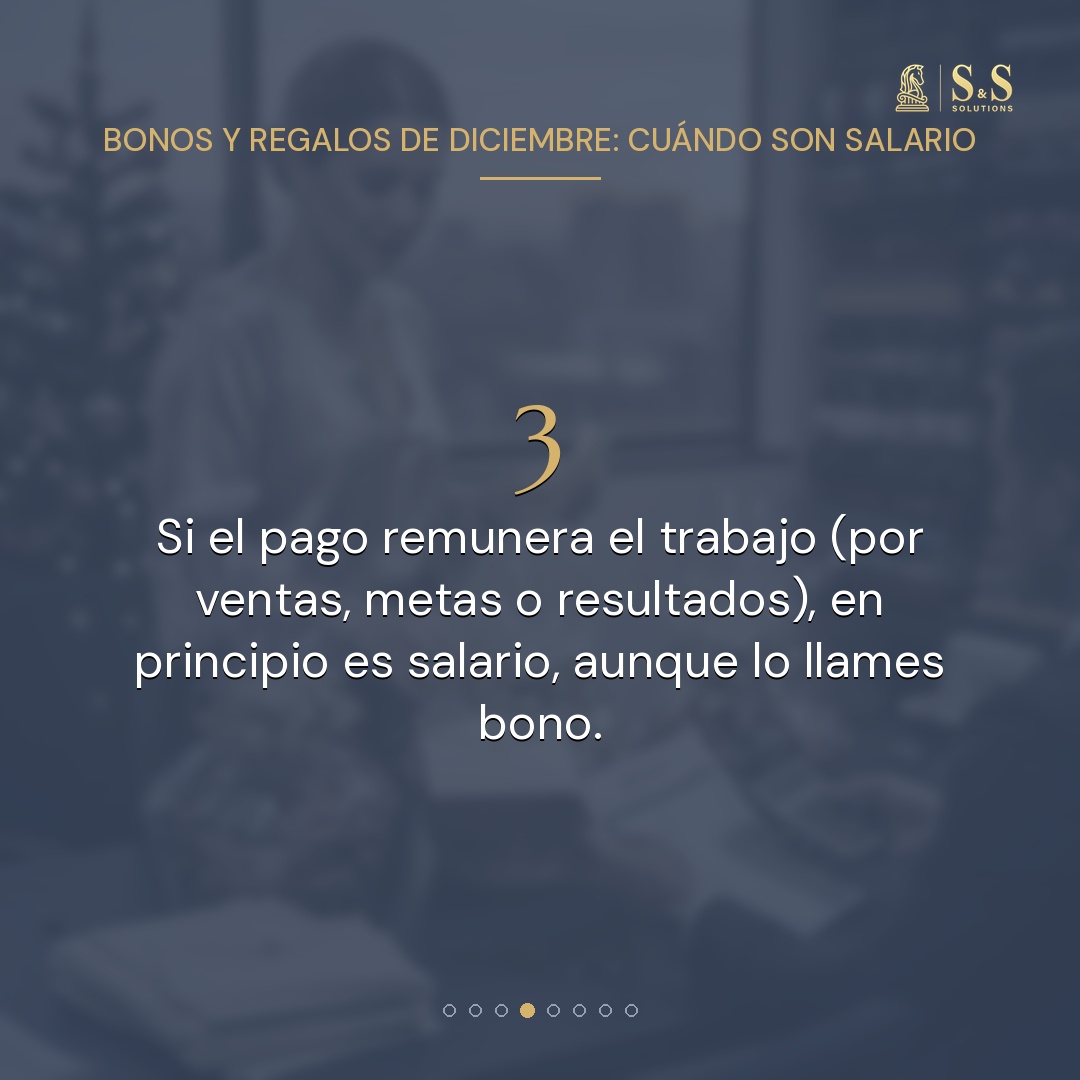 S&S
SOLUTIONS
BONOS Y REGALOS DE DICIEMBRE: CUÁNDO SON SALARIO
3
Si el pago remunera el trabajo (por
ventas, metas o resultados), en
principio es salario, aunque lo llames
bono.